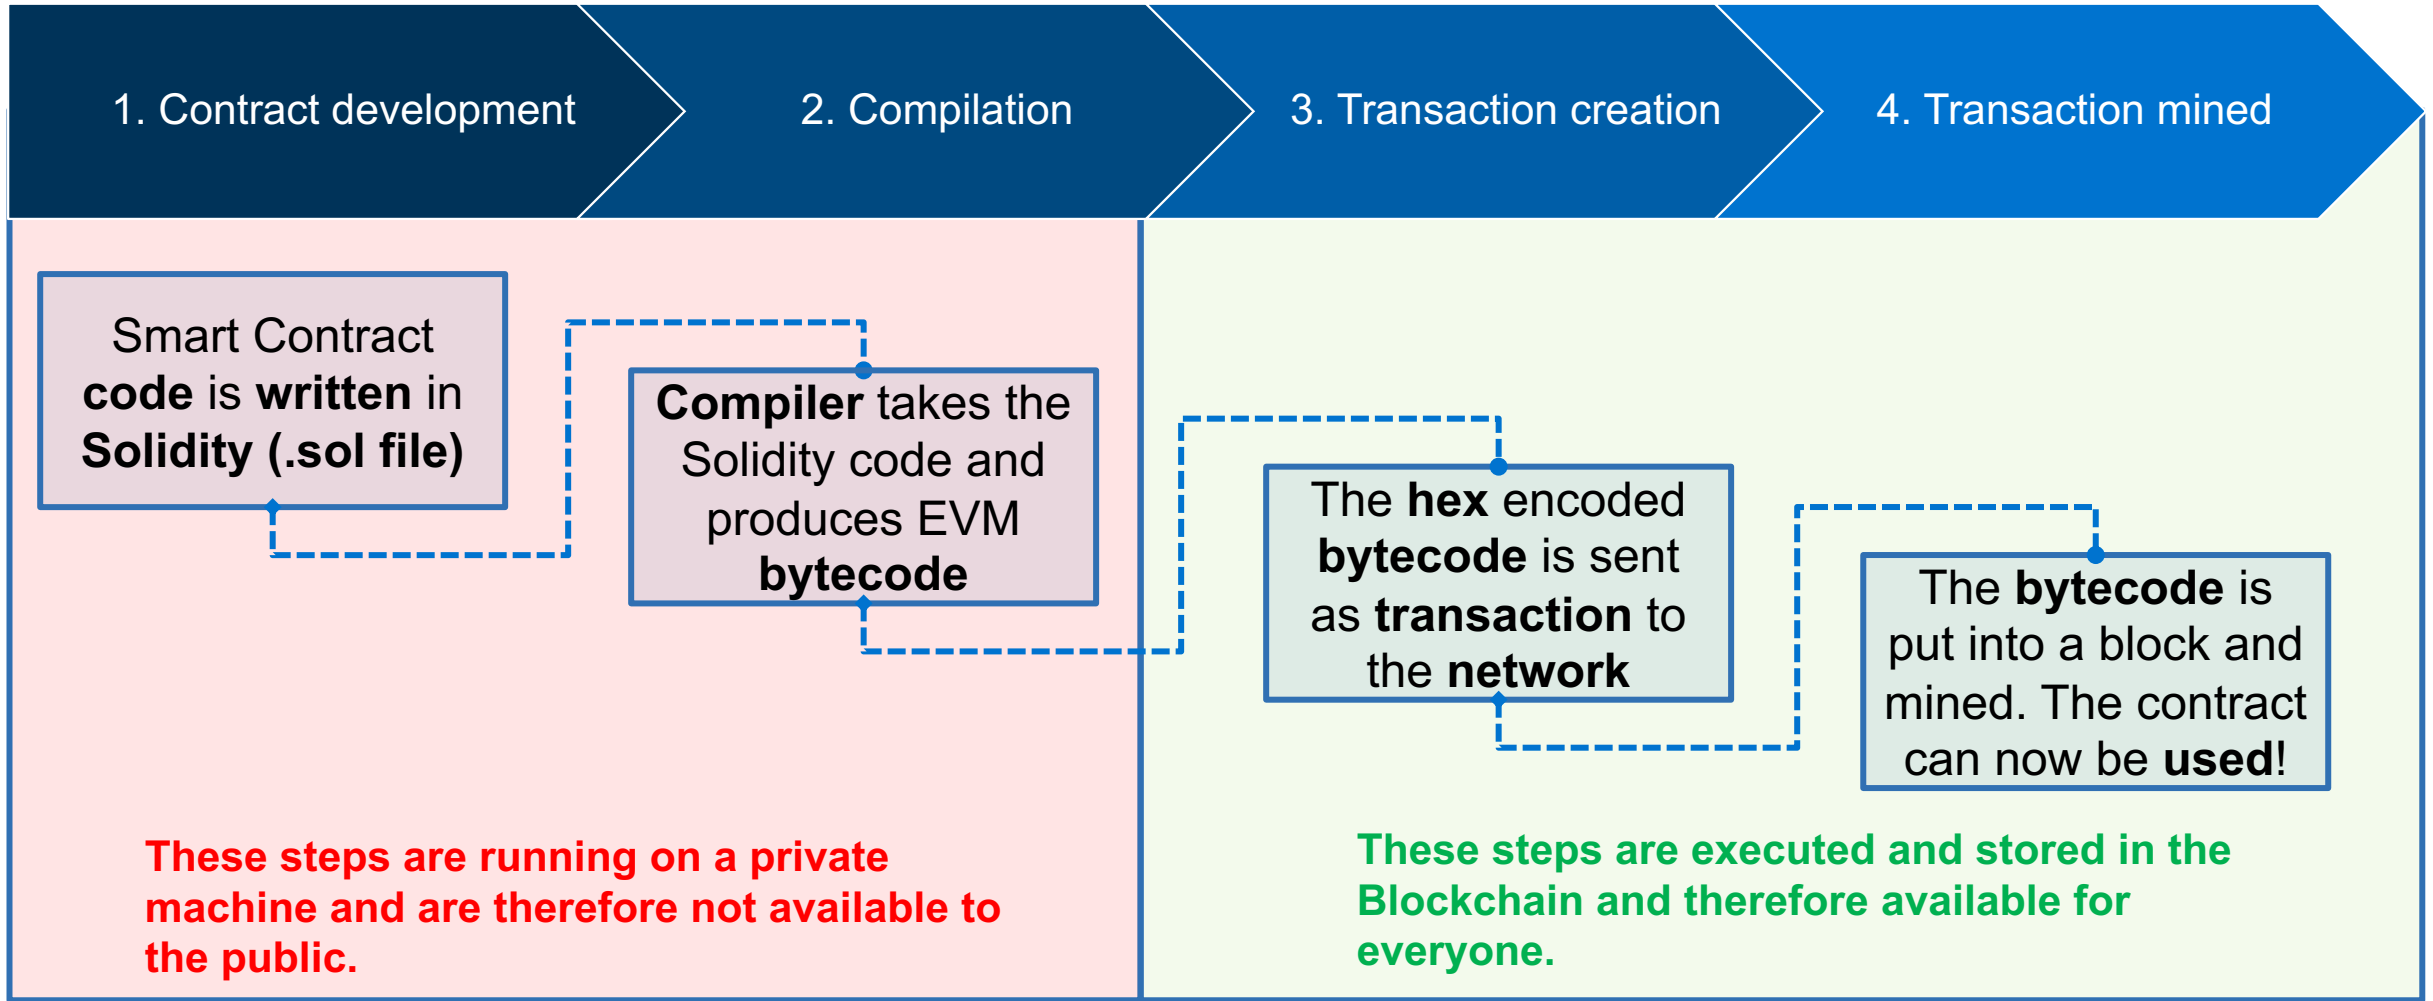 1. Contract development
2. Compilation
3. Transaction creation
4. Transaction mined
Smart Contract
code is written in
Solidity (.sol file)
Compiler takes the
Solidity code and
produces EVM
bytecode
The hex encoded
bytecode is sent
as transaction to
the network
The bytecode is
put into a block and
mined. The contract
can now be used!
These steps are running on a private
machine and are therefore not available to
the public.
These steps are executed and stored in the
Blockchain and therefore available for
everyone.